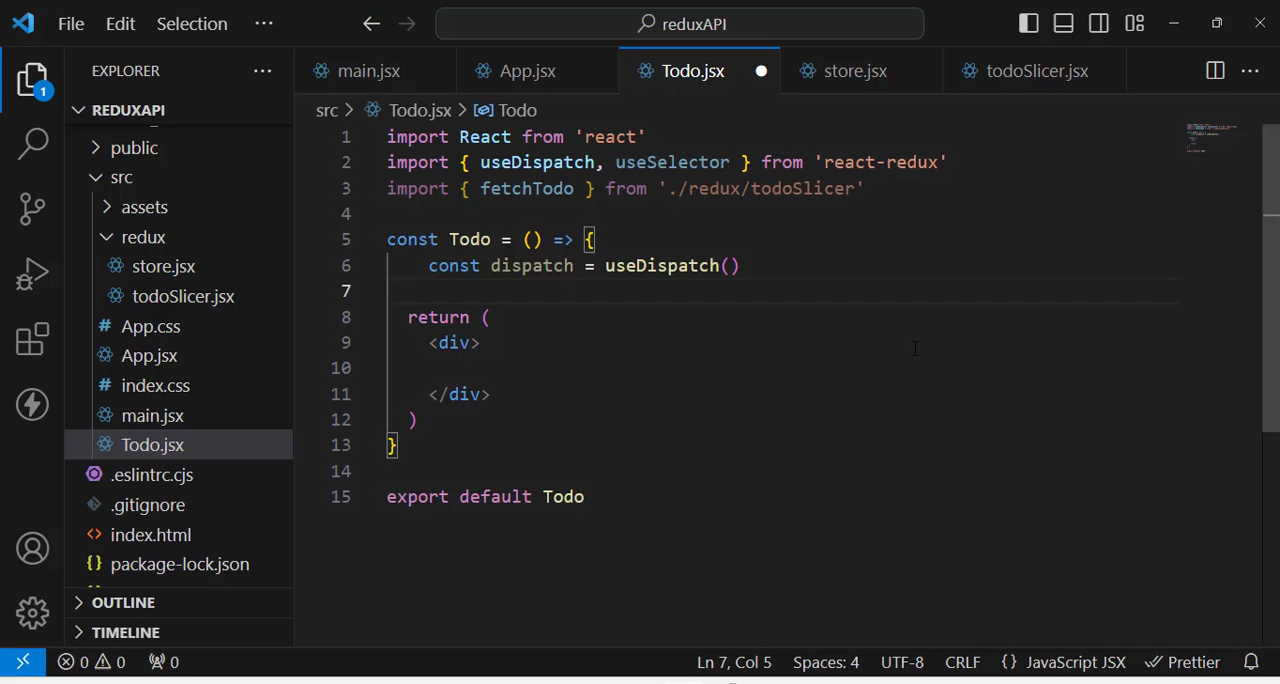 File Edit Selection ··· reduxAPI
EXPLORER ···
main.jsx App.jsx Todo.jsx store.jsx todoSlicer.jsx ···
REDUXAPI
src > Todo.jsx > Todo
public
src
assets
redux
store.jsx
todoSlicer.jsx
App.css
App.jsx
index.css
main.jsx
Todo.jsx
.eslintrc.cjs
.gitignore
index.html
package-lock.json
OUTLINE
TIMELINE
1
1 import React from 'react'
2 import { useDispatch, useSelector } from 'react-redux'
3 import { fetchTodo } from './redux/todoSlicer'
4
5 const Todo = () => {
6 const dispatch = useDispatch()
7
8 return (
9 <div>
10
11 </div>
12 )
13 }
14
15 export default Todo
0 0 0 Ln 7, Col 5 Spaces: 4 UTF-8 CRLF {} JavaScript JSX Prettier